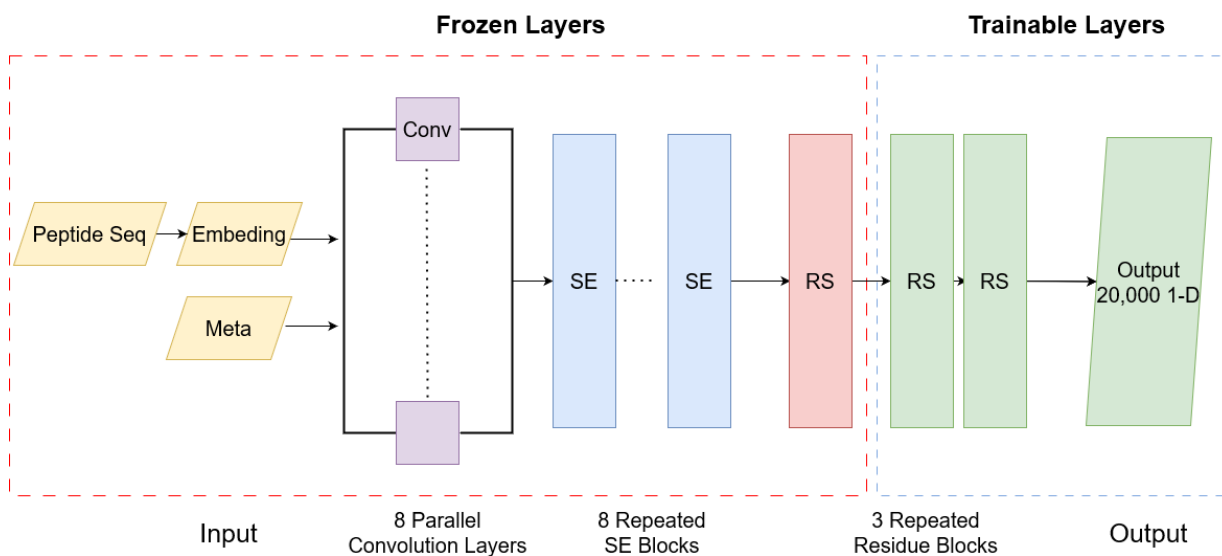 Frozen Layers
Trainable Layers
Conv
Peptide Seq
Embeding
Meta
SE
SE
RS
RS
RS
Output
20,000 1-D
Input
8 Parallel
Convolution Layers
8 Repeated
SE Blocks
3 Repeated
Residue Blocks
Output